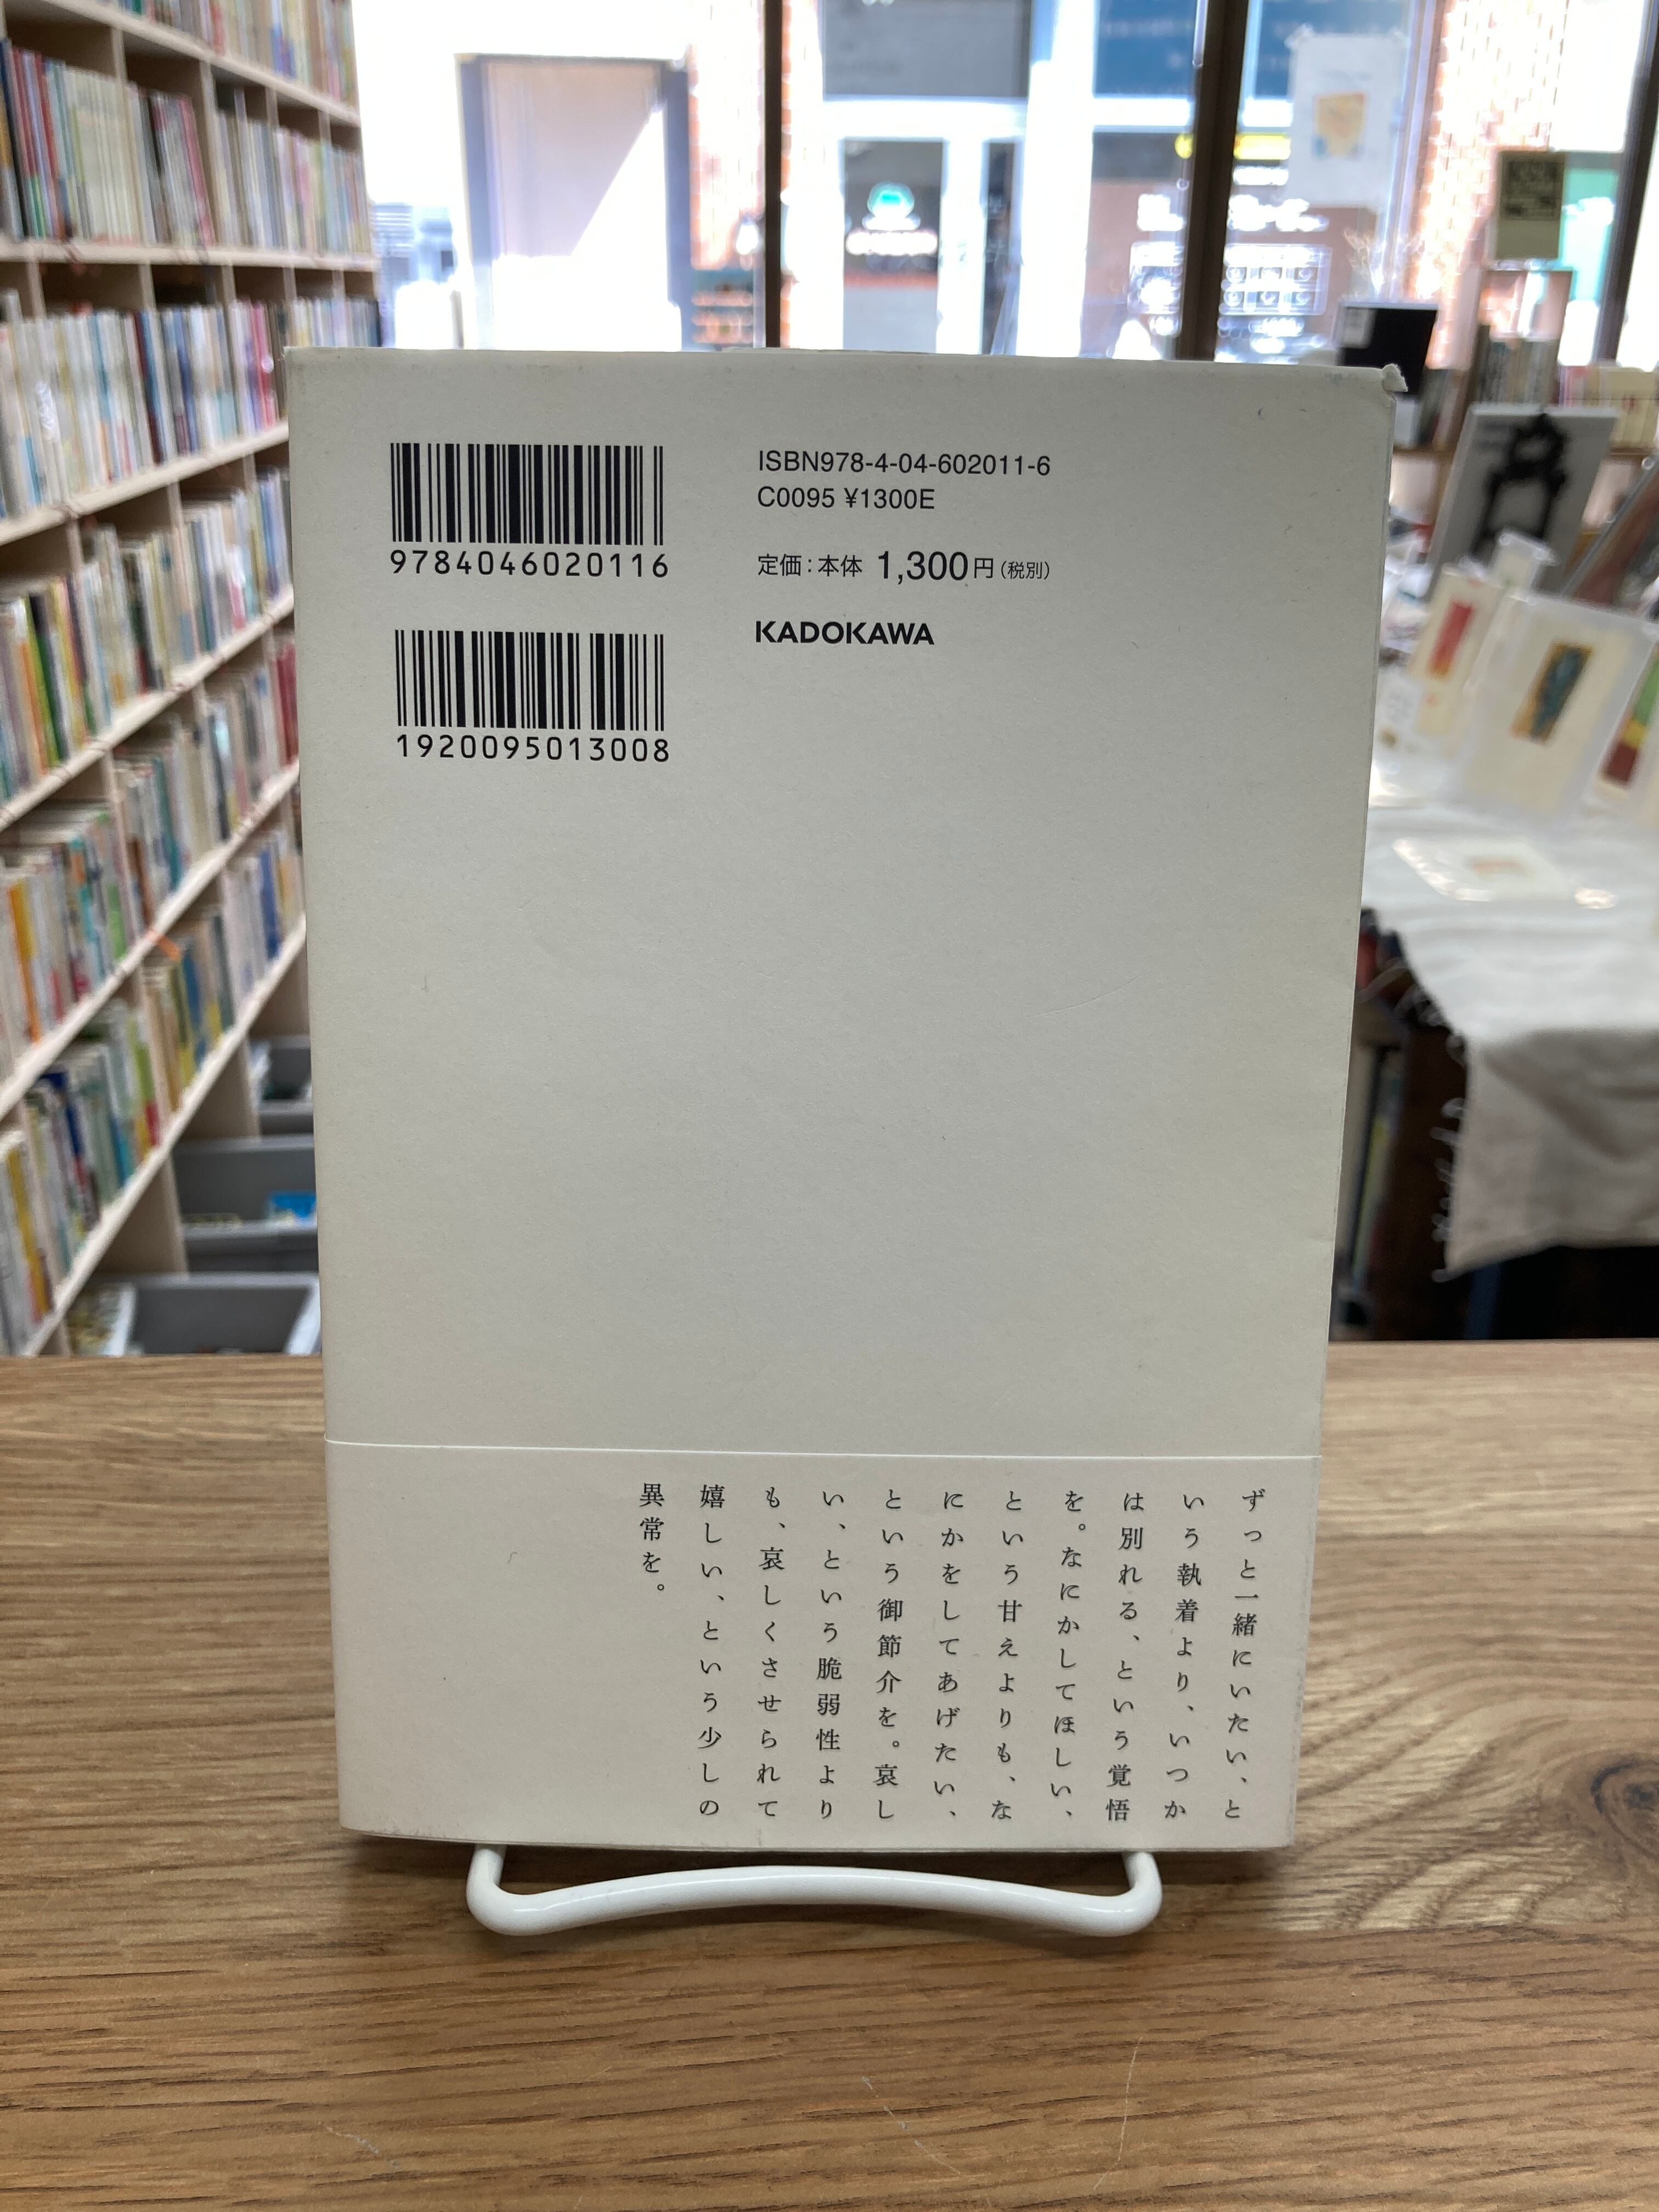 9784046020116
1920095013008
ISBN978-4-04-602011-6
C0095 ¥1300E
定価：本体 1,300円（税別）
KADOKAWA
ずっと一緒にいたい、と
いう執着より、いつか
は別れる、という覚悟
を。なにかしてほしい、
という甘えよりも、な
にかをしてあげたい、
という御節介を。哀し
い、という脆弱性より
も、哀しくさせられて
嬉しい、という少しの
異常を。